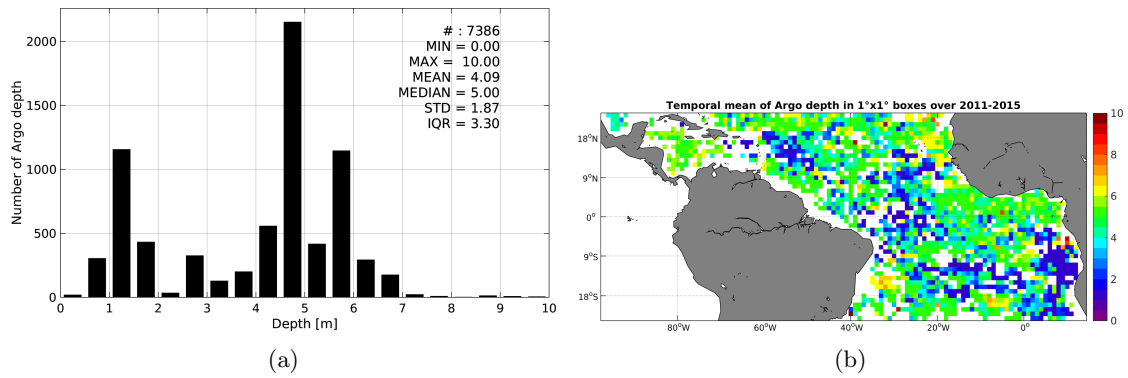 2000
1500
1000
500
0
Number of Argo depth
# : 7386
MIN = 0.00
MAX = 10.00
MEAN = 4.09
MEDIAN = 5.00
STD = 1.87
IQR = 3.30
0 1 2 3 4 5 6 7 8 9 10
Depth [m]
(a)
Temporal mean of Argo depth in 1°x1° boxes over 2011-2015
18°N
9°N
0°
9°S
18°S
80°W 60°W 40°W 20°W 0°
10
8
6
4
2
0
(b)